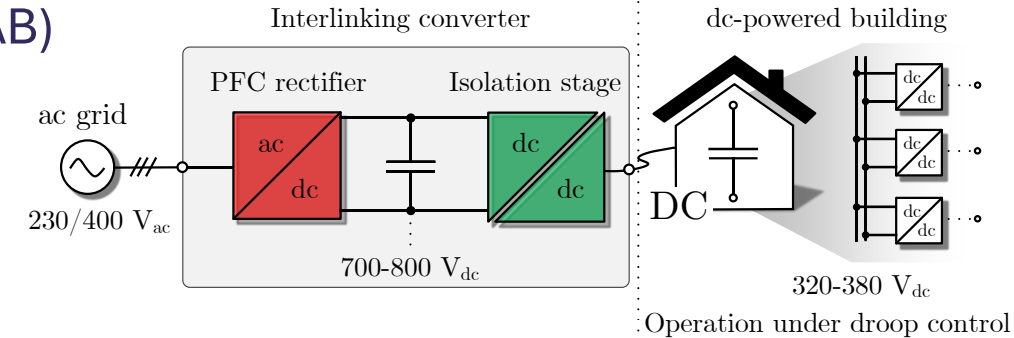 AB)
Interlinking converter
dc-powered building
PFC rectifier
Isolation stage
ac grid
ac
dc
dc
dc
230/400 Vac
700-800 Vdc
DC
dc
dc
dc
dc
dc
dc
320-380 Vdc
Operation under droop control